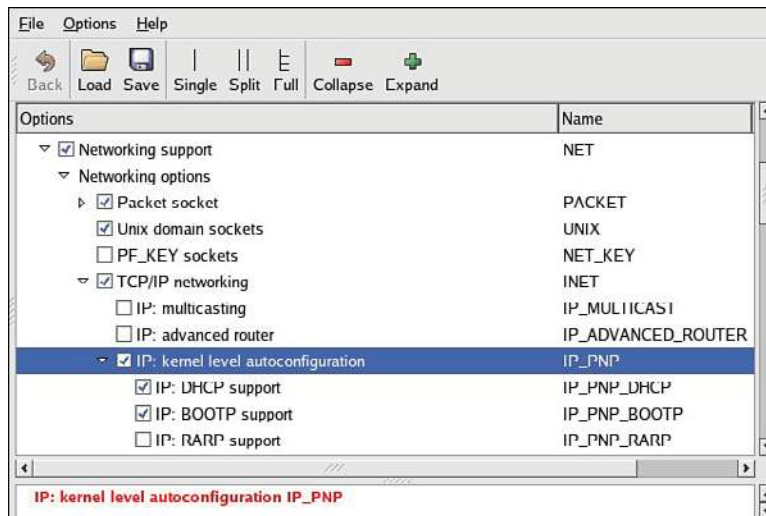 File Options Help
Back Load Save Single Split Full Collapse Expand
Options Name
Networking support NET
Networking options
Packet socket PACKET
Unix domain sockets UNIX
PF_KEY sockets NET_KEY
TCP/IP networking INET
IP: multicasting IP_MULTICAST
IP: advanced router IP_ADVANCED_ROUTER
IP: kernel level autoconfiguration IP_PNP
IP: DHCP support IP_PNP_DHCP
IP: BOOTP support IP_PNP_BOOTP
IP: RARP support IP_PNP_RARP
IP: kernel level autoconfiguration IP_PNP